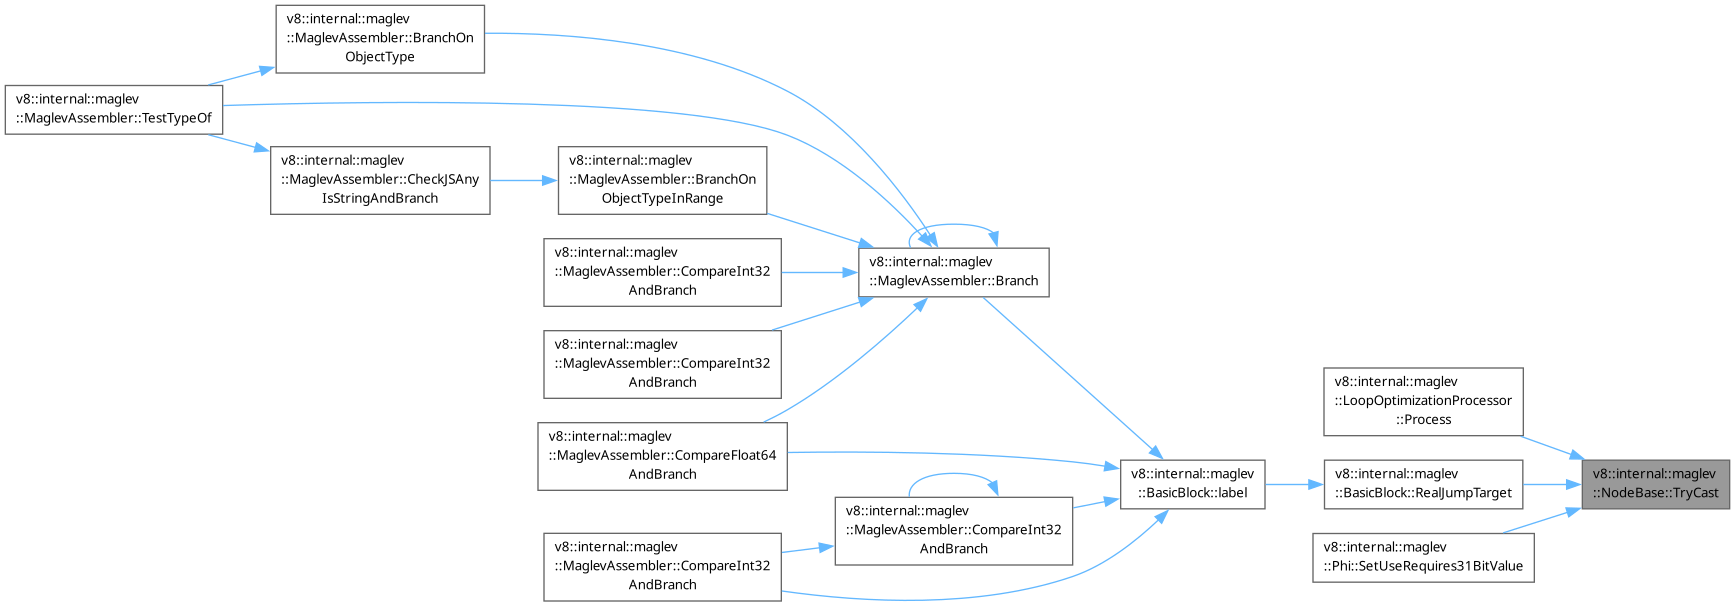 v8::internal::maglev
::MaglevAssembler::BranchOn
ObjectType
v8::internal::maglev
::MaglevAssembler::TestTypeOf
v8::internal::maglev
::MaglevAssembler::CheckJSAny
IsStringAndBranch
v8::internal::maglev
::MaglevAssembler::BranchOn
ObjectTypeInRange
v8::internal::maglev
::MaglevAssembler::CompareInt32
AndBranch
v8::internal::maglev
::MaglevAssembler::Branch
v8::internal::maglev
::MaglevAssembler::CompareInt32
AndBranch
v8::internal::maglev
::MaglevAssembler::CompareFloat64
AndBranch
v8::internal::maglev
::LoopOptimizationProcessor
::Process
v8::internal::maglev
::BasicBlock::label
v8::internal::maglev
::BasicBlock::RealJumpTarget
v8::internal::maglev
::NodeBase::TryCast
v8::internal::maglev
::MaglevAssembler::CompareInt32
AndBranch
v8::internal::maglev
::MaglevAssembler::CompareInt32
AndBranch
v8::internal::maglev
::Phi::SetUseRequires31BitValue